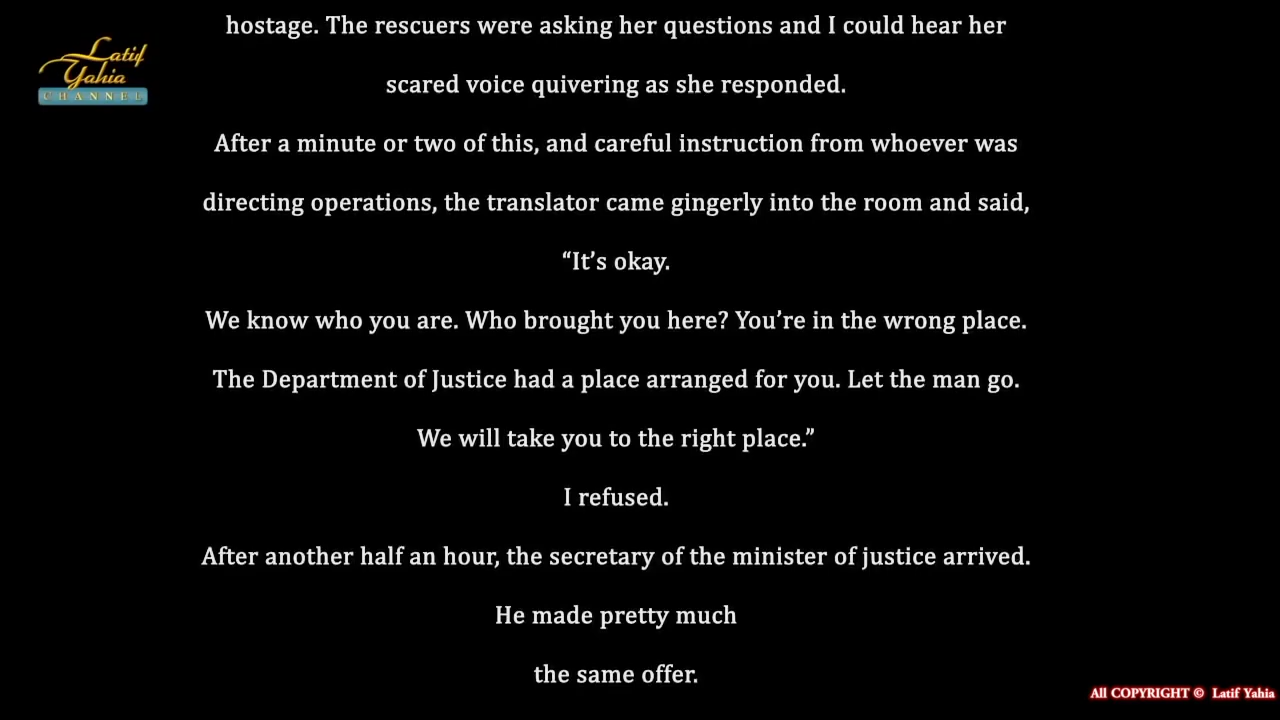 hostage. The rescuers were asking her questions and I could hear her
Latif
Yahia
CHANNEL
scared voice quivering as she responded.
After a minute or two of this, and careful instruction from whoever was
directing operations, the translator came gingerly into the room and said,
“It’s okay.
We know who you are. Who brought you here? You’re in the wrong place.
The Department of Justice had a place arranged for you. Let the man go.
We will take you to the right place.”
I refused.
After another half an hour, the secretary of the minister of justice arrived.
He made pretty much
the same offer.
All COPYRIGHT © Latif Yahia